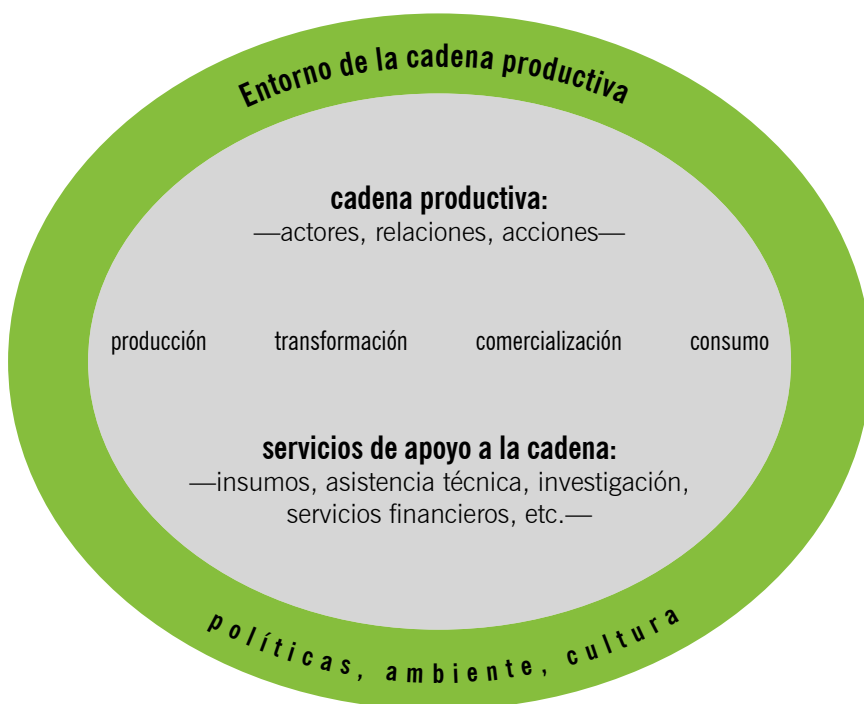 Entorno de la cadena productiva
cadena productiva:
—actores, relaciones, acciones—
producción transformación comercialización consumo
servicios de apoyo a la cadena:
—insumos, asistencia técnica, investigación,
servicios financieros, etc.—
políticas, ambiente, cultura